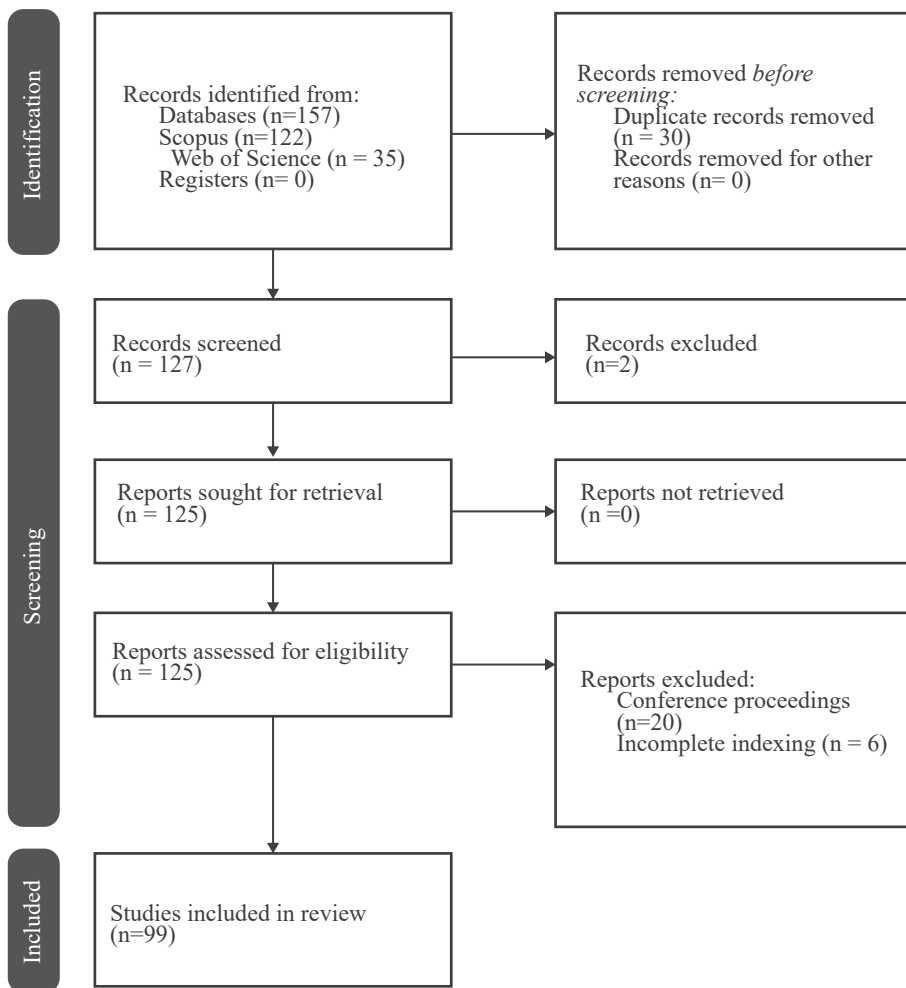 Identification
Records identified from:
Databases (n=157)
Scopus (n=122)
Web of Science (n = 35)
Registers (n= 0)
Records removed before
screening:
Duplicate records removed
(n = 30)
Records removed for other
reasons (n= 0)
Screening
Records screened
(n = 127)
Records excluded
(n=2)
Reports sought for retrieval
(n = 125)
Reports not retrieved
(n =0)
Reports assessed for eligibility
(n = 125)
Reports excluded:
Conference proceedings
(n=20)
Incomplete indexing (n = 6)
Included
Studies included in review
(n=99)